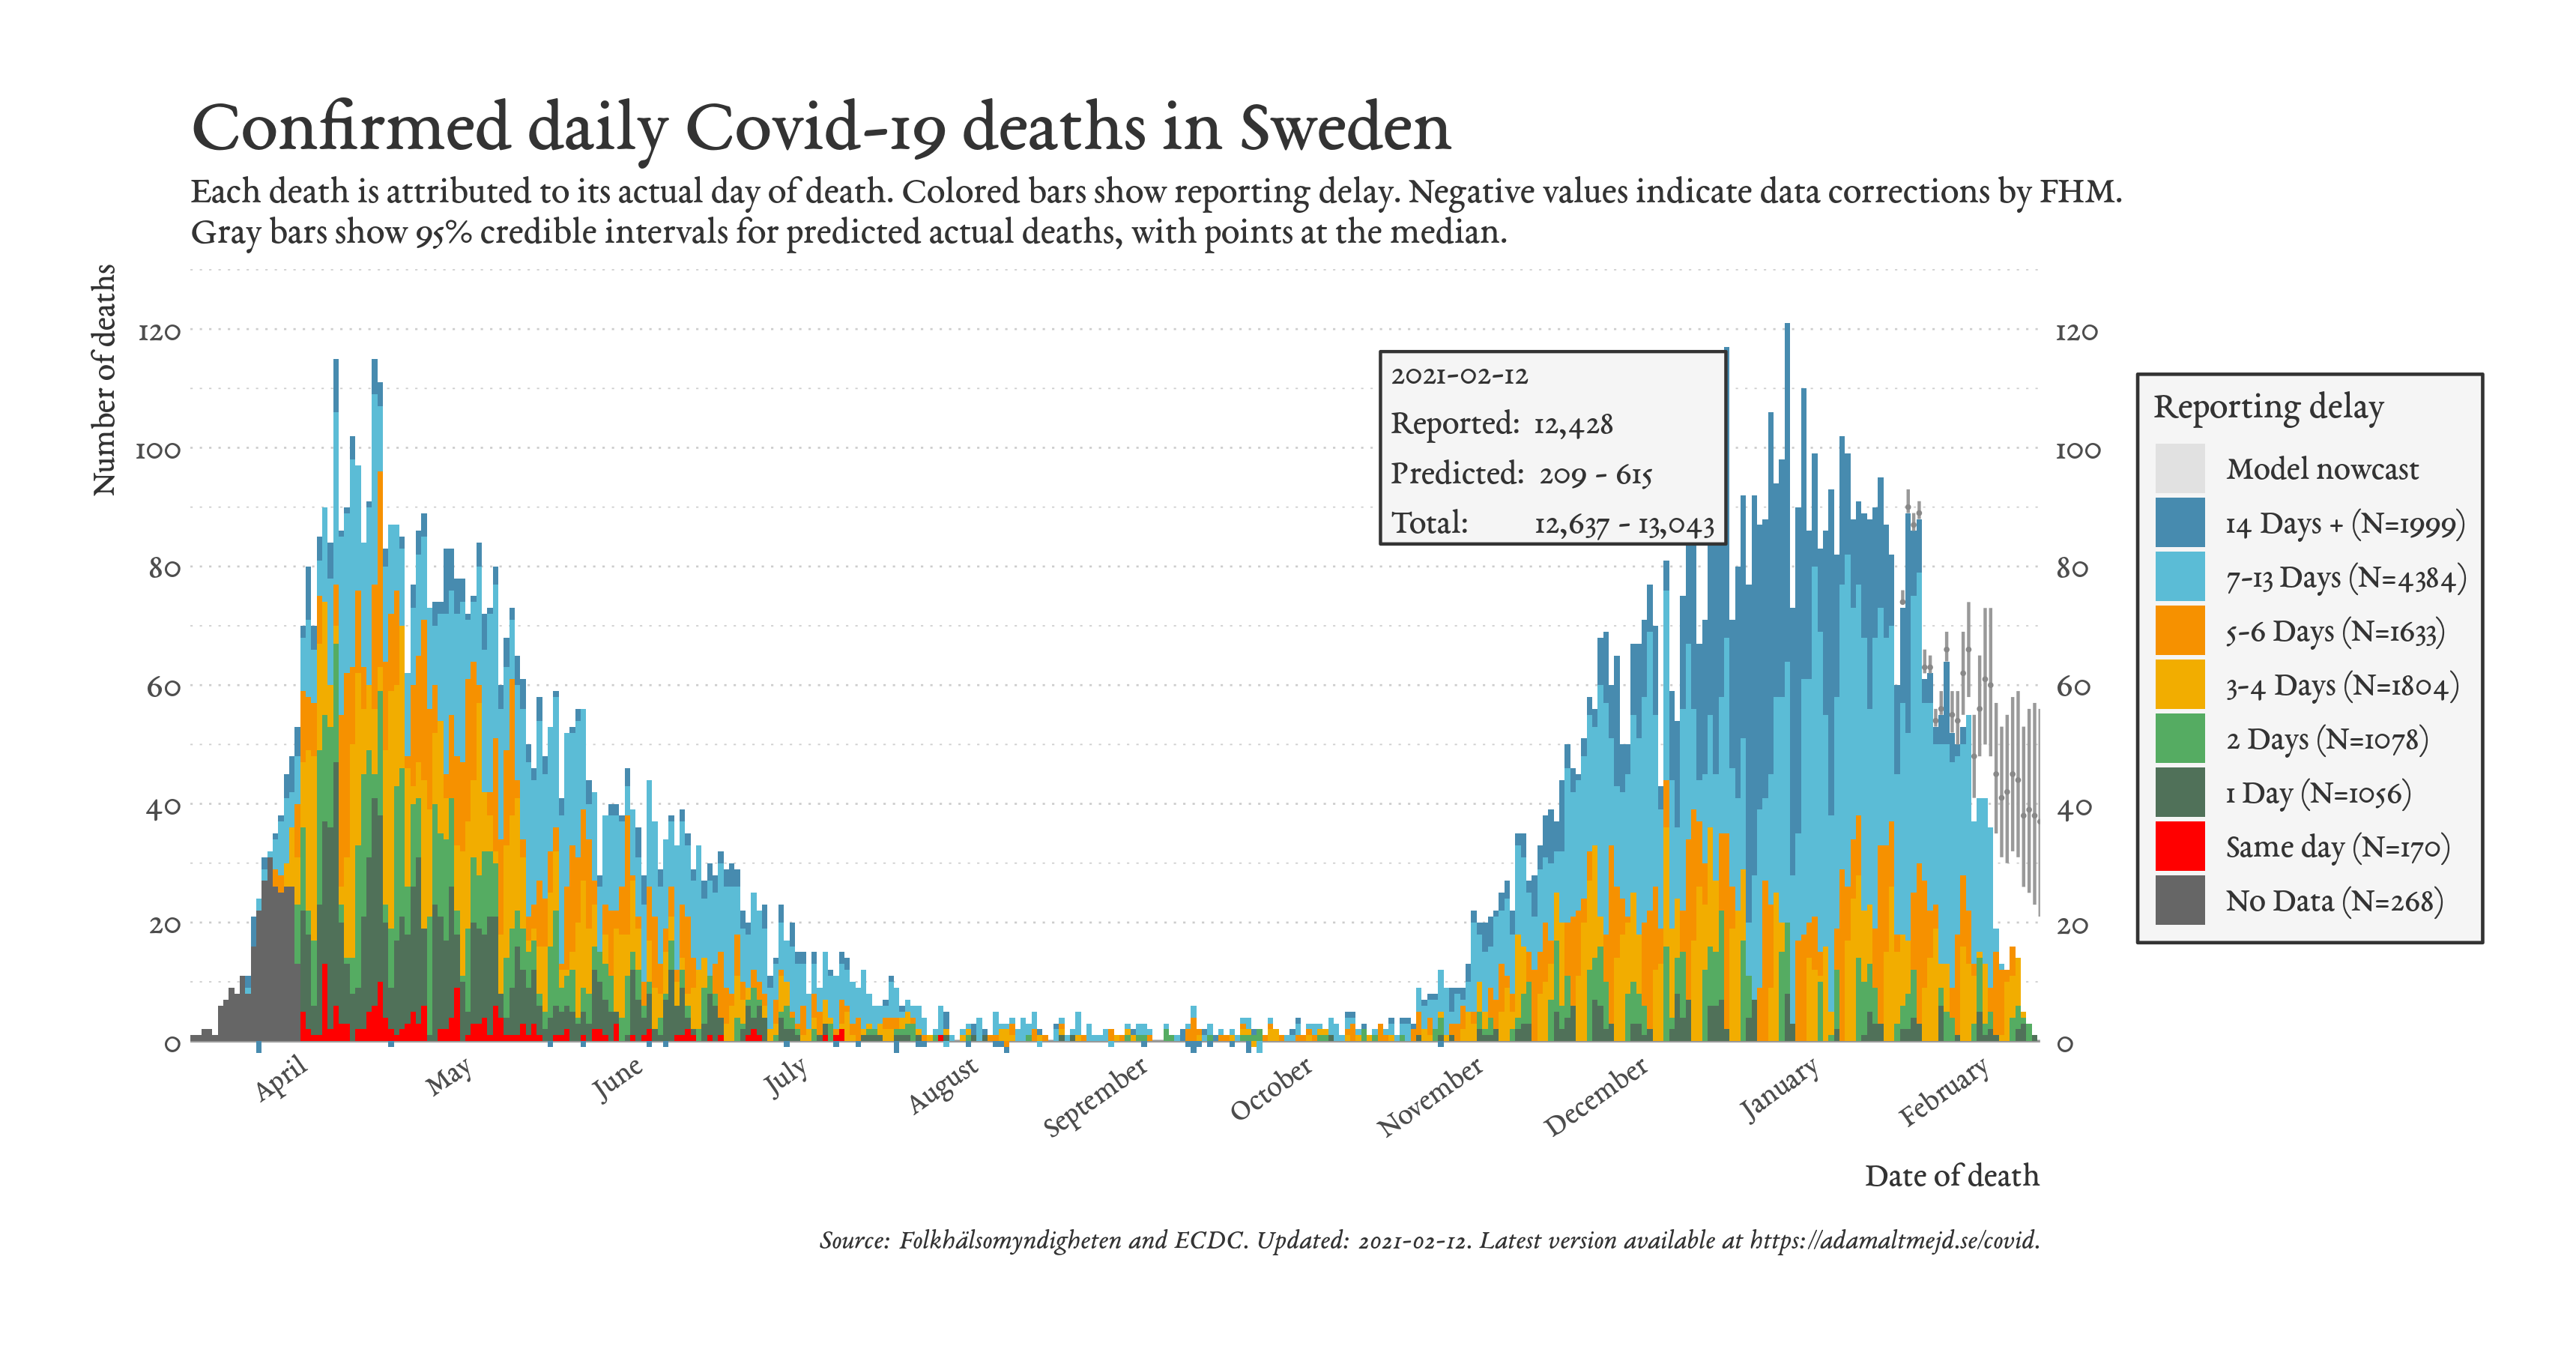 Confirmed daily Covid-19 deaths in Sweden
Each death is attributed to its actual day of death. Colored bars show reporting delay. Negative values indicate data corrections by FHM.
Gray bars show 95% credible intervals for predicted actual deaths, with points at the median.
Number of deaths
120
100
80
60
40
20
0
2021-02-12
Reported: 12,428
Predicted: 209 - 615
Total: 12,637 - 13,043
120
100
80
60
40
20
0
Reporting delay
Model nowcast
14 Days + (N=1999)
7-13 Days (N=4384)
5-6 Days (N=1633)
3-4 Days (N=1804)
2 Days (N=1078)
1 Day (N=1056)
Same day (N=170)
No Data (N=268)
April
May
June
July
August
September
October
November
December
January
February
Date of death
Source: Folkhälsomyndigheten and ECDC. Updated: 2021-02-12. Latest version available at https://adamaltmejd.se/covid.